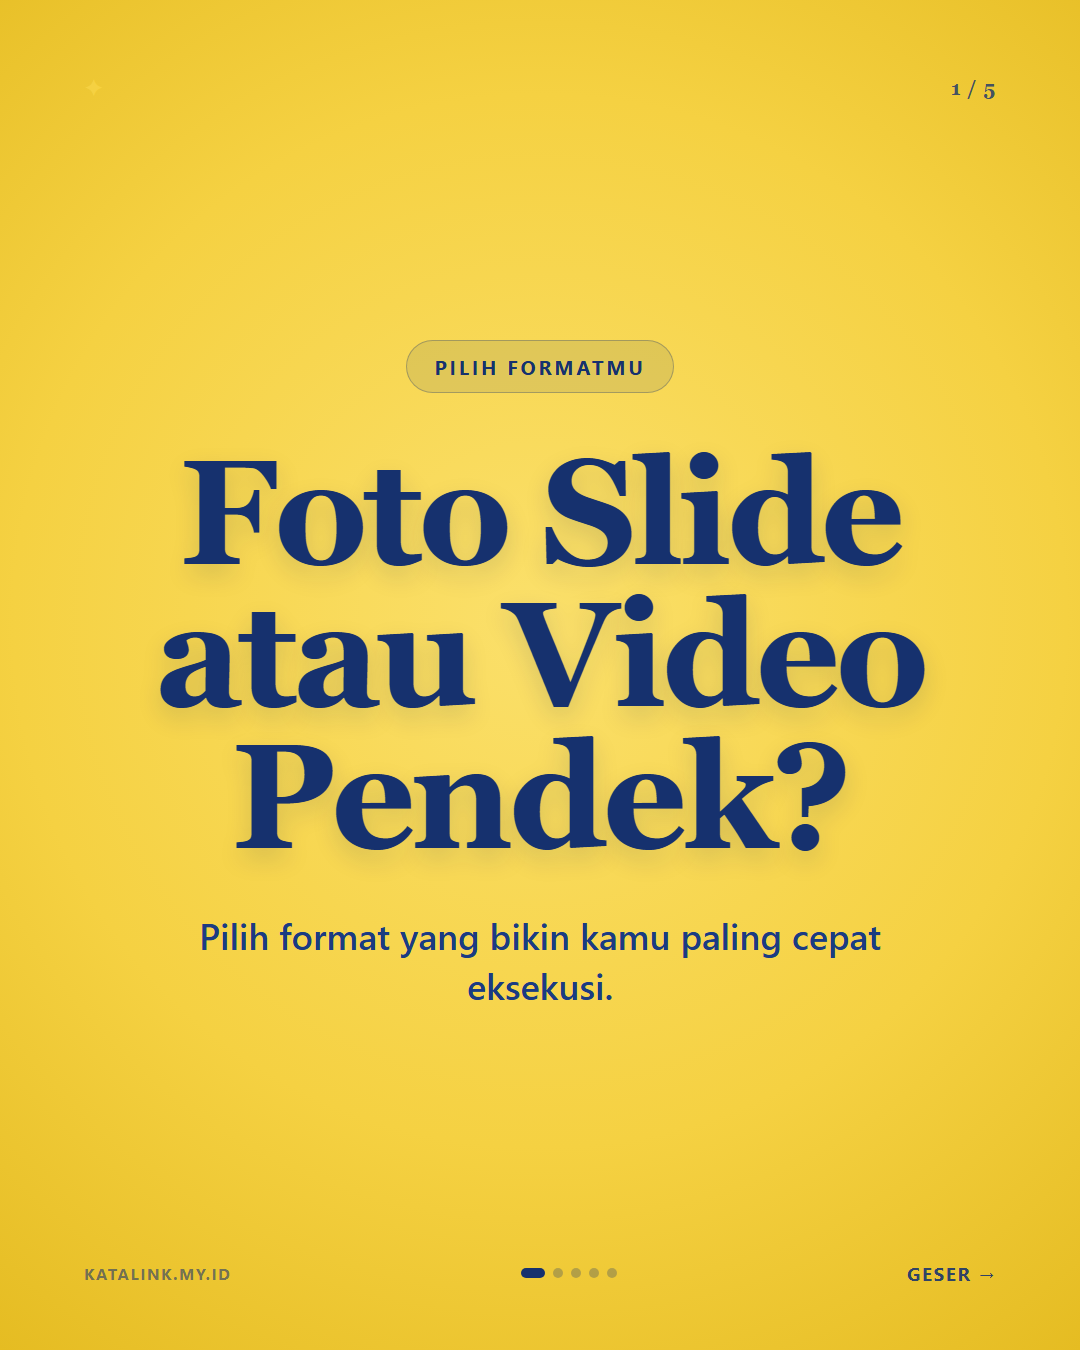 1 / 5
PILIH FORMATMU
Foto Slide
atau Video
Pendek?
Pilih format yang bikin kamu paling cepat
eksekusi.
KATALINK.MY.ID
GESER →